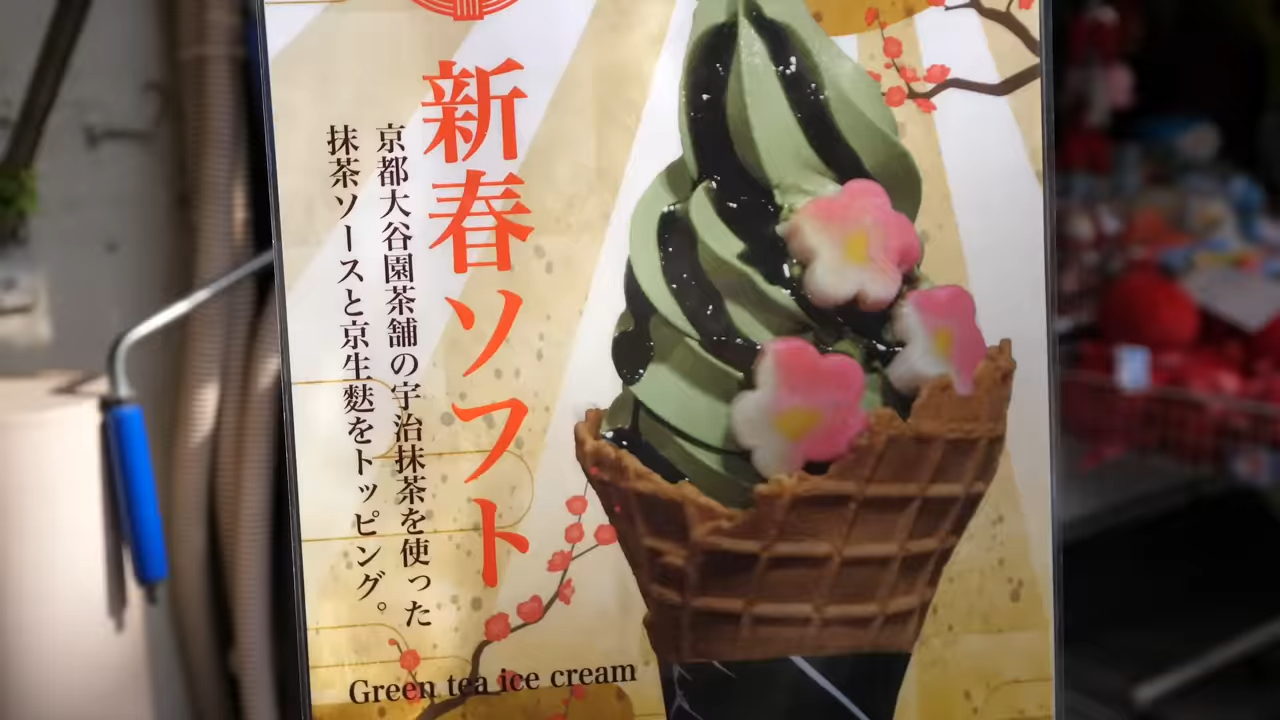 新春ソフト
京都大谷園茶舗の宇治抹茶を使った
抹茶ソースと京生麩をトッピング。
Green tea ice cream